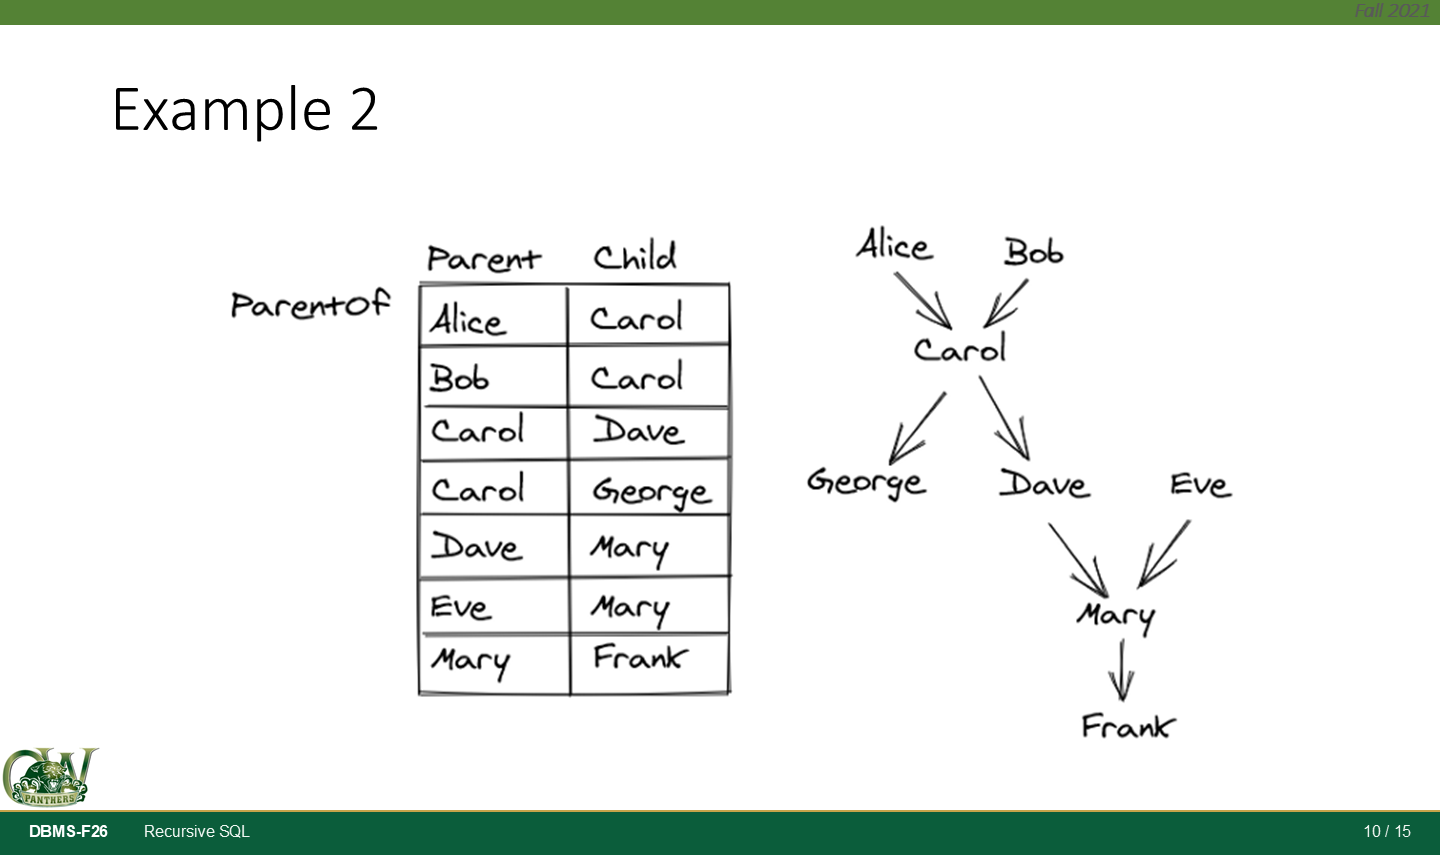 Fall 2021
Example 2
Parent Child
ParentOf
Alice Carol
Bob Carol
Carol Dave
Carol George
Dave Mary
Eve Mary
Mary Frank
Alice Bob
Carol
George Dave Eve
Mary
Frank
OW
PANTHERS
DBMS-F26 Recursive SQL 10 / 15